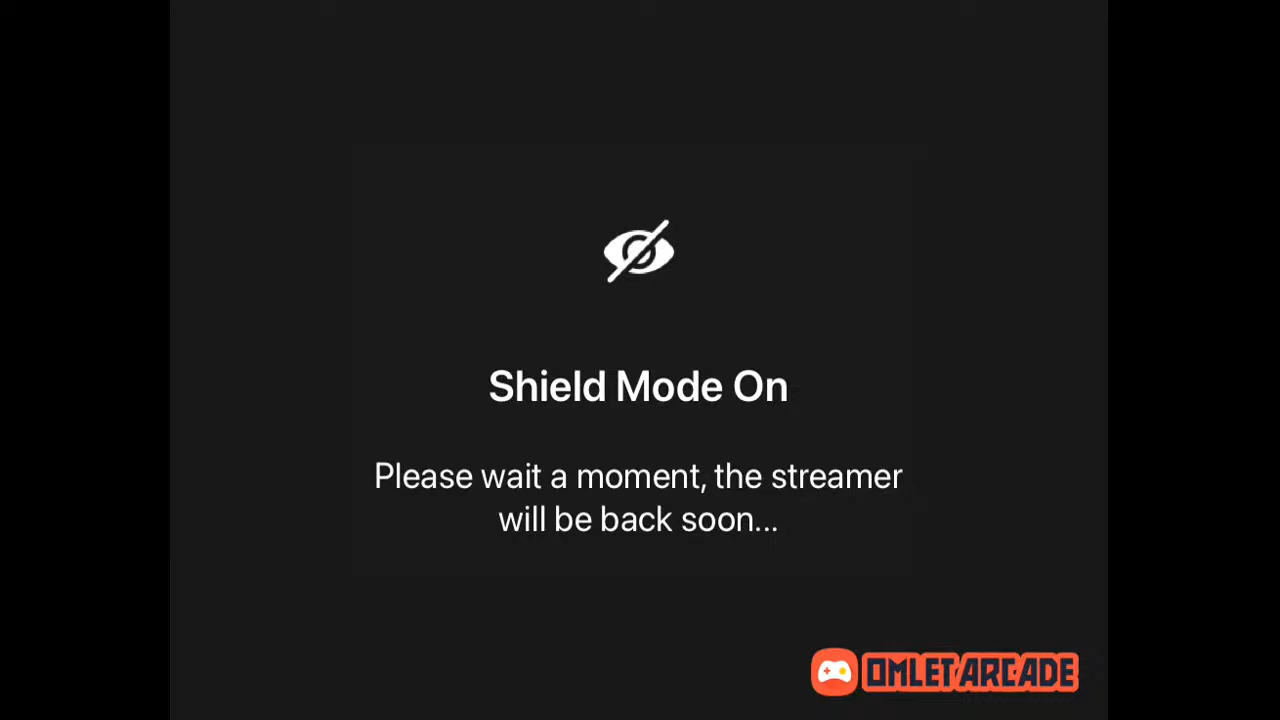 Shield Mode On
Please wait a moment, the streamer
will be back soon...
OMLET ARCADE